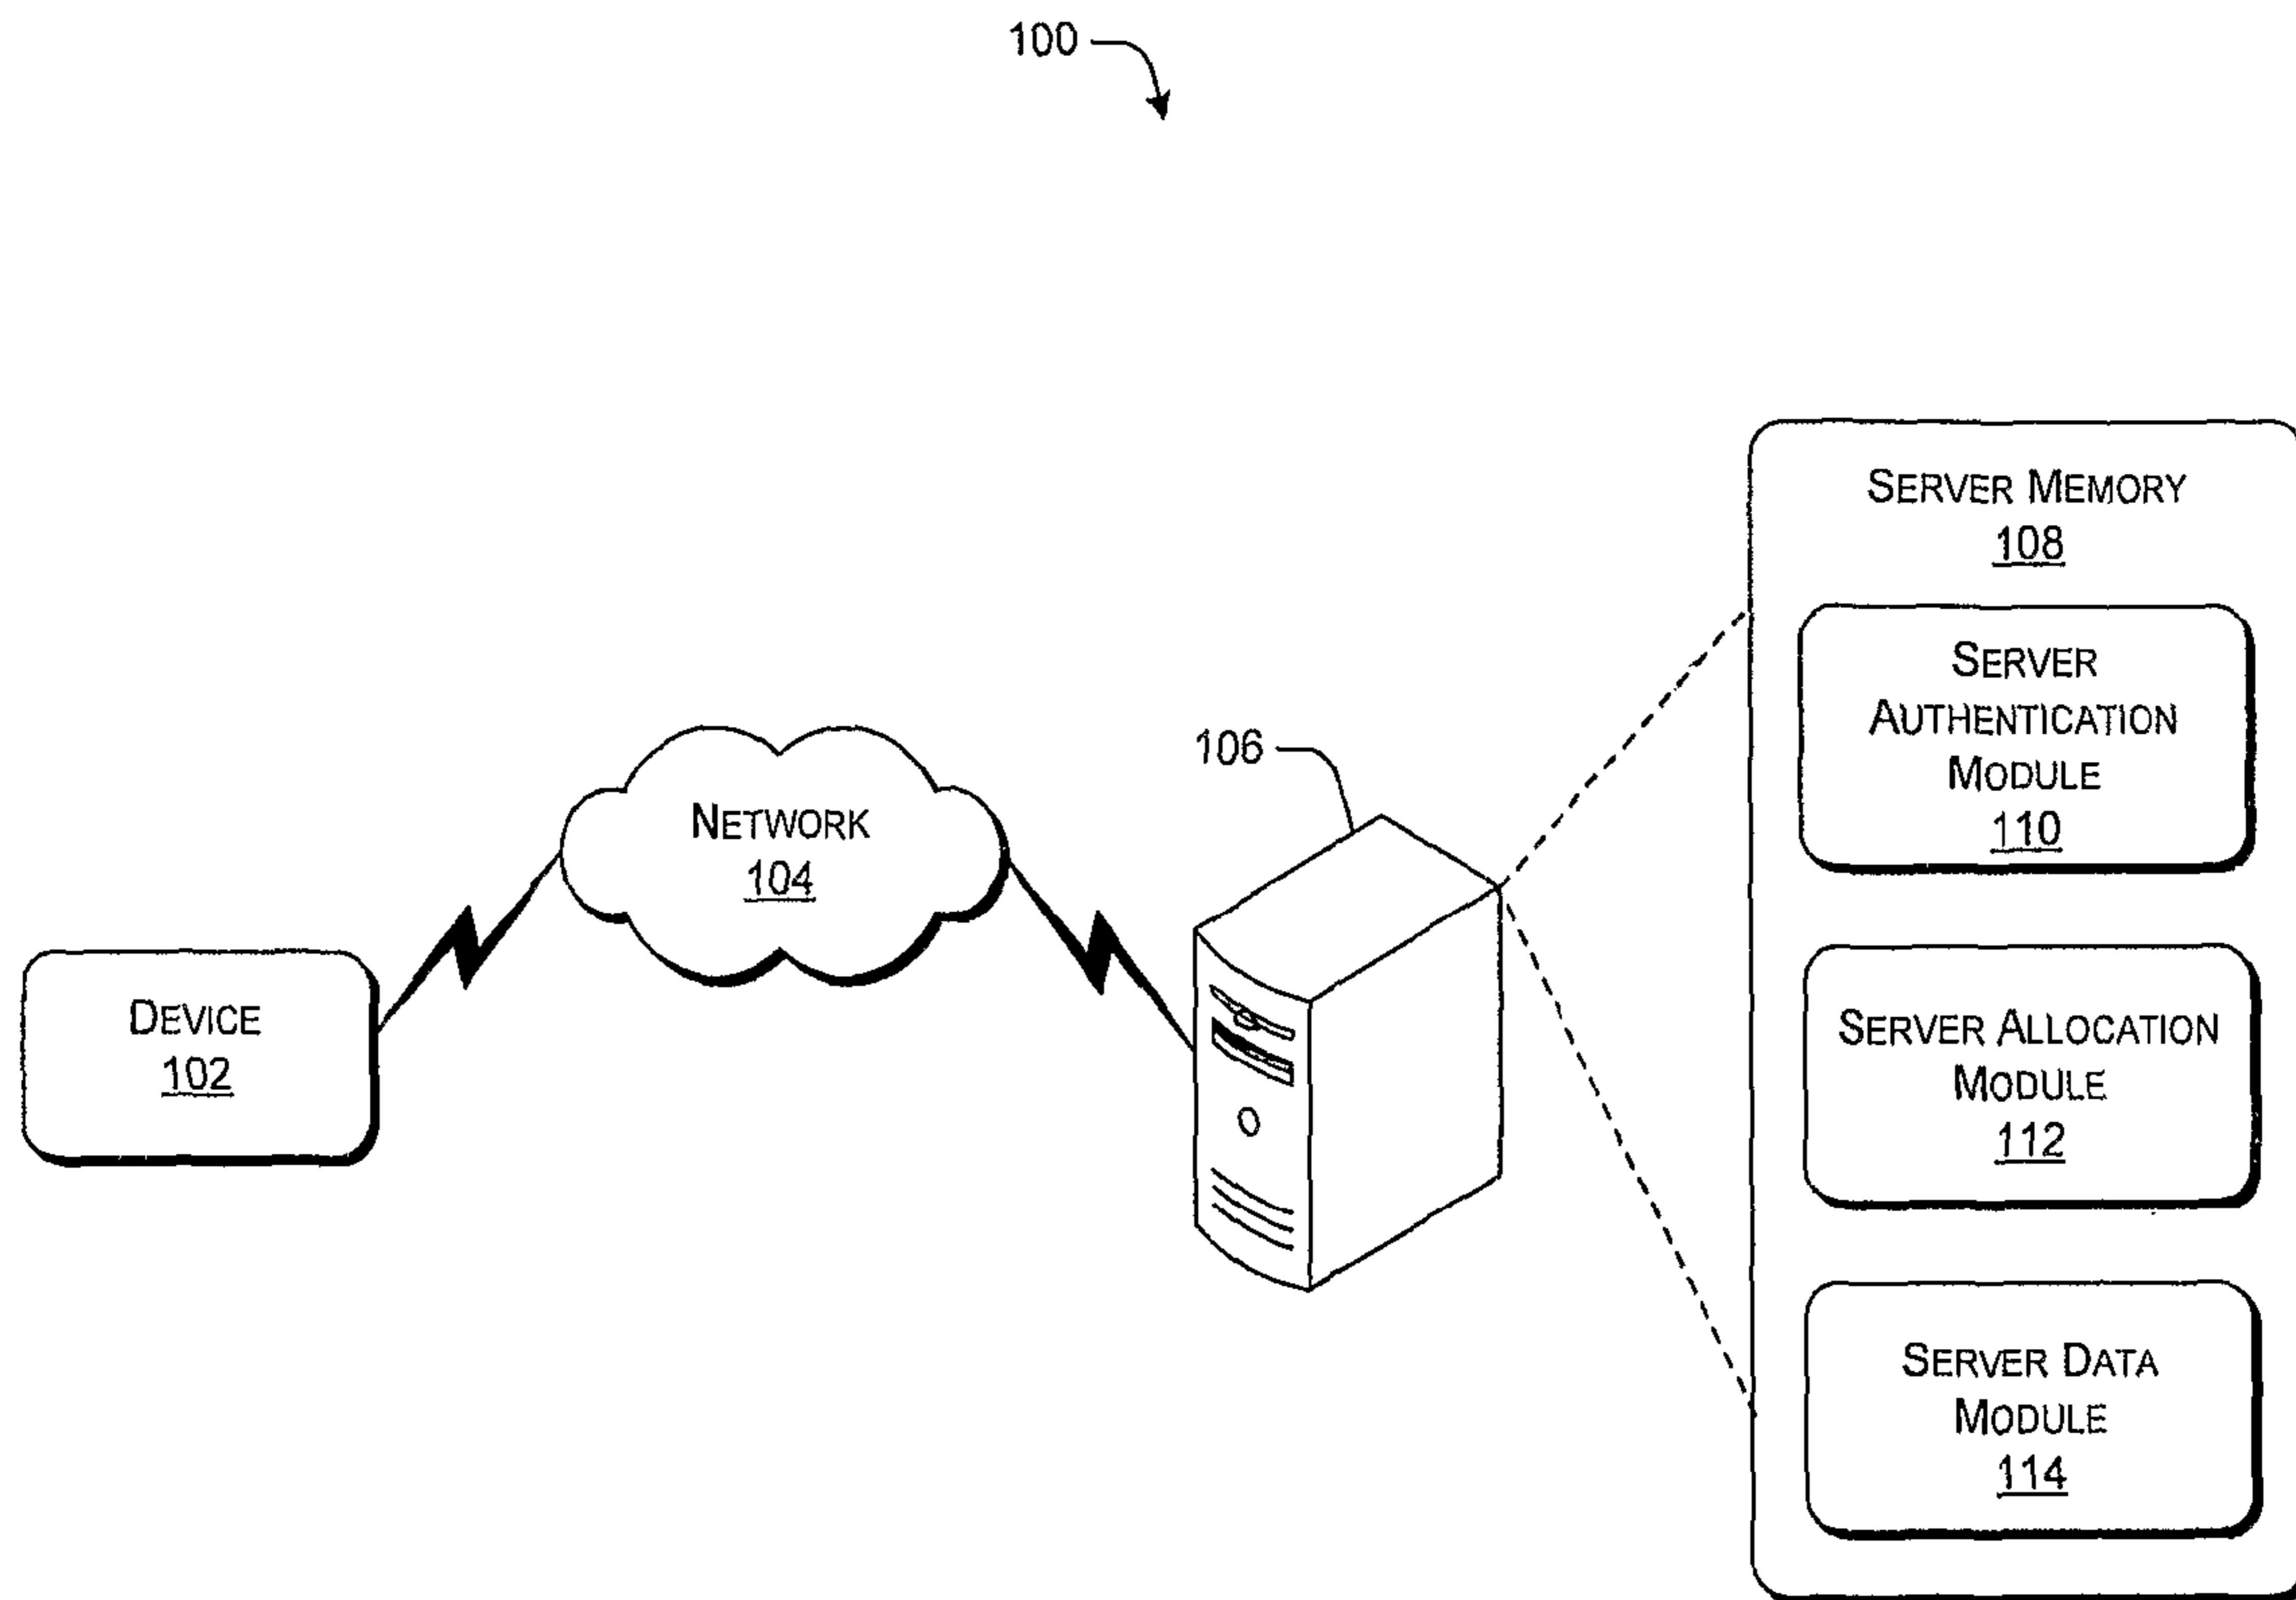 100
SERVER MEMORY
108
SERVER
AUTHENTICATION
MODULE
110
106
NETWORK
104
DEVICE
102
SERVER ALLOCATION
MODULE
112
SERVER DATA
MODULE
114